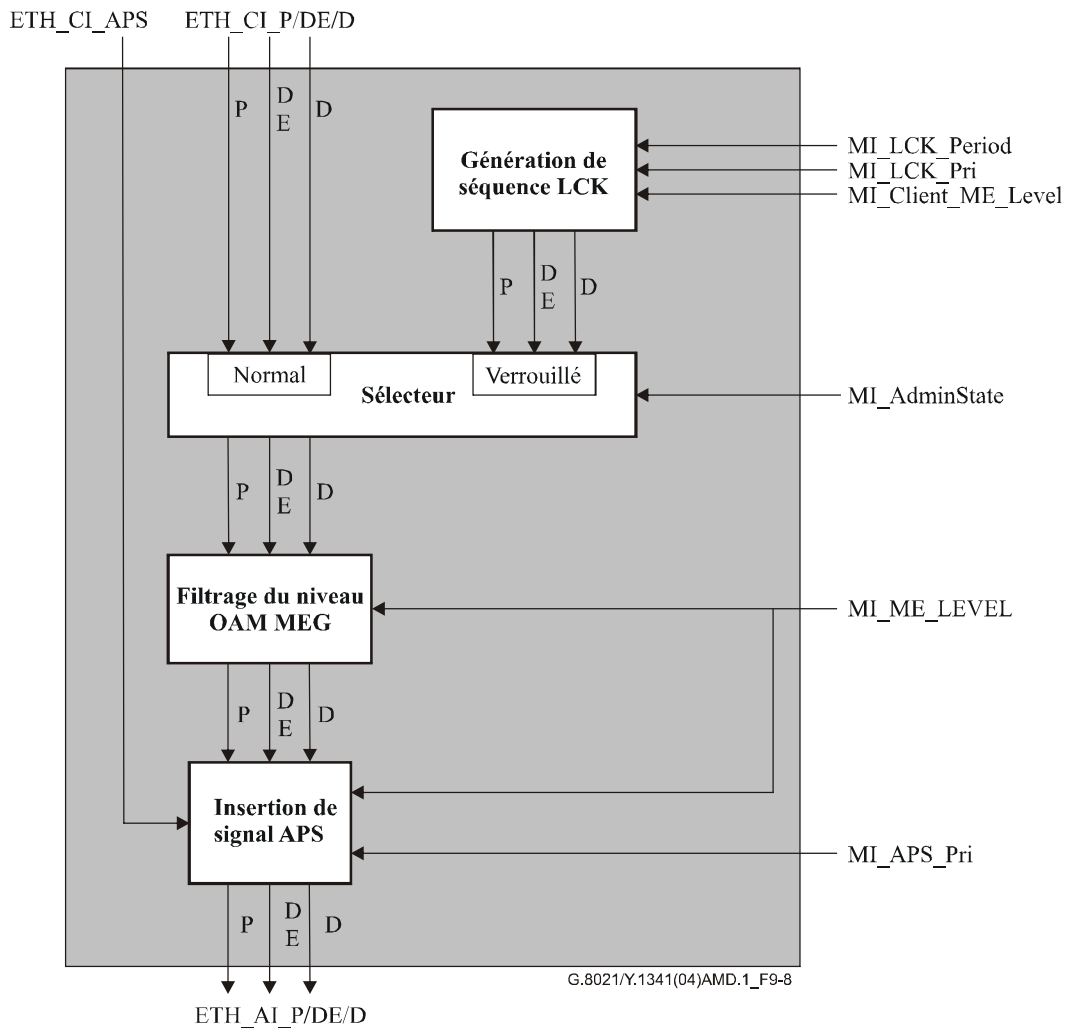 ETH_CI_APS
ETH_CI_P/DE/D
P
D
E
D
Génération de
séquence LCK
MI_LCK_Period
MI_LCK_Pri
MI_Client_ME_Level
P
D
E
D
Normal
Verrouillé
Sélecteur
MI_AdminState
P
D
E
D
Filtrage du niveau
OAM MEG
MI_ME_LEVEL
P
D
E
D
Insertion de
signal APS
MI_APS_Pri
P
D
E
D
G.8021/Y.1341(04)AMD.1_F9-8
ETH_AI_P/DE/D